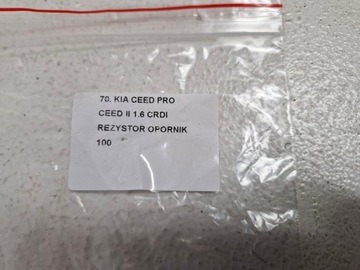 70. KIA CEED PRO
CEED II 1.6 CRDI
REZYSTOR OPORNIK
100